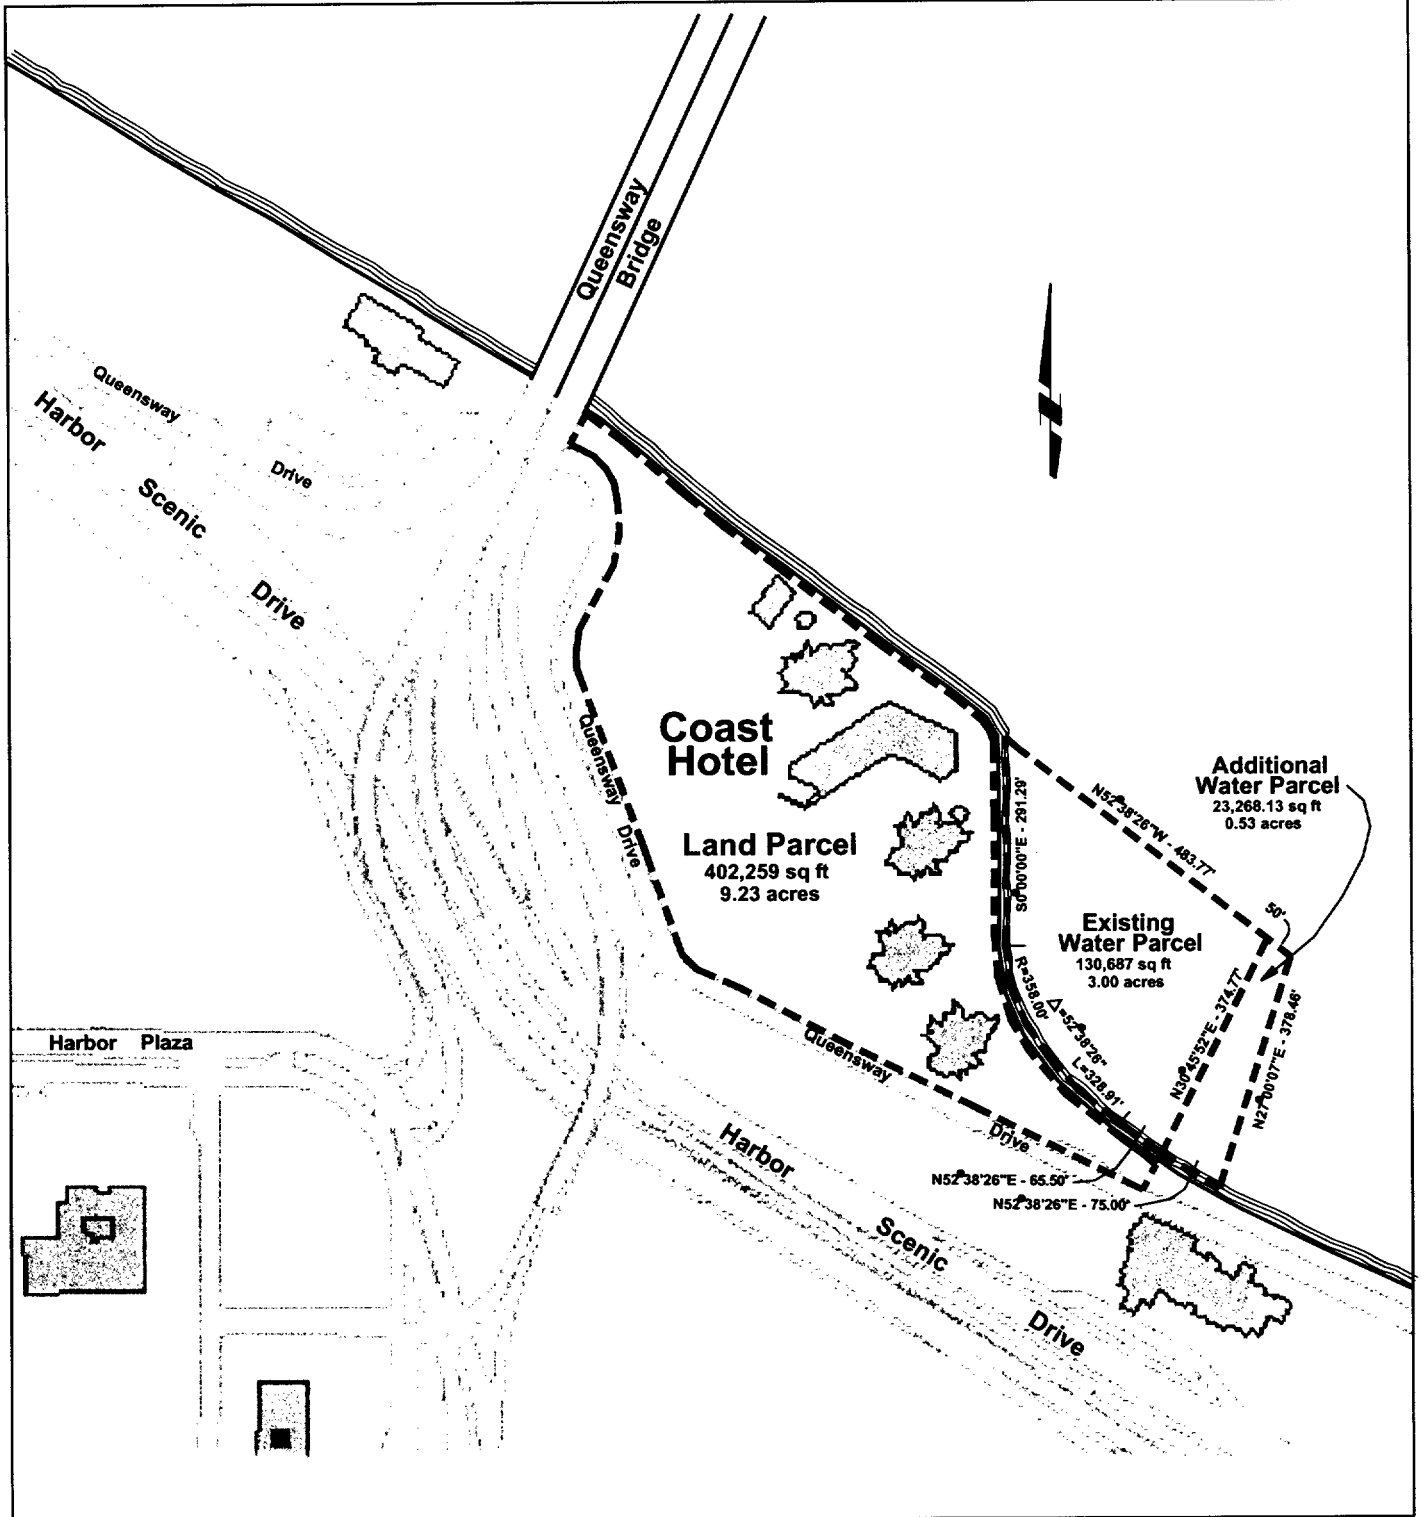 Queensway
Bridge
Queensway
Drive
Harbor
Scenic
Drive
Coast
Hotel
Land Parcel
402,259 sq ft
9.23 acres
Queensway
Drive
Additional
Water Parcel
23,268.13 sq ft
0.53 acres
N52°38'26"W - 483.77'
50'
S0°00'00"E - 291.29'
Existing
Water Parcel
130,687 sq ft
3.00 acres
R=358.00'
△=52°38'26"
L=328.91'
N30°45'52"E - 374.77'
N27°00'07"E - 378.46'
Harbor Plaza
Queensway
Drive
N52°38'26"E - 65.50'
N52°38'26"E - 75.00'
Harbor
Scenic
Drive